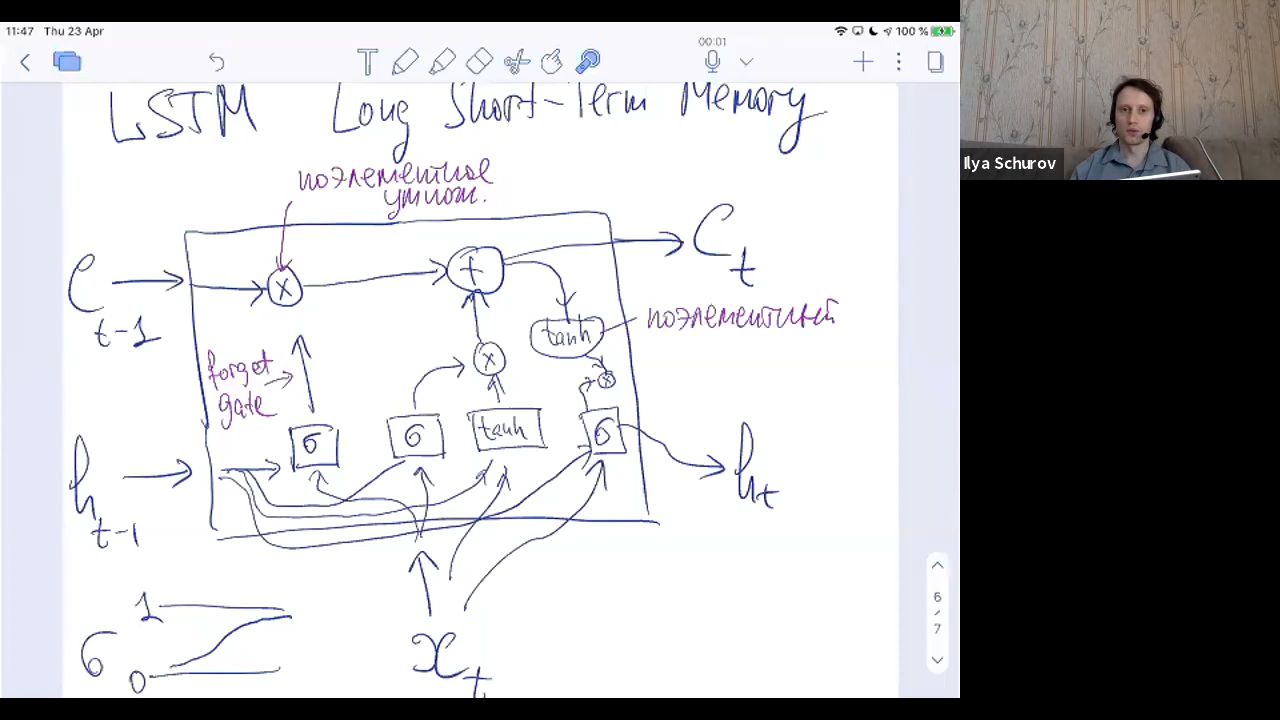 11:47 Thu 23 Apr
100 %
00:01
T
LSTM Long Short-Term Memory
Ilya Schurov
поэлементное
умнож.
C t-1
×
+
C t
tanh
поэлементный
forget
gate
×
×
σ
σ
tanh
σ
h t-1
h t
6
/
7
σ
1
0
x t